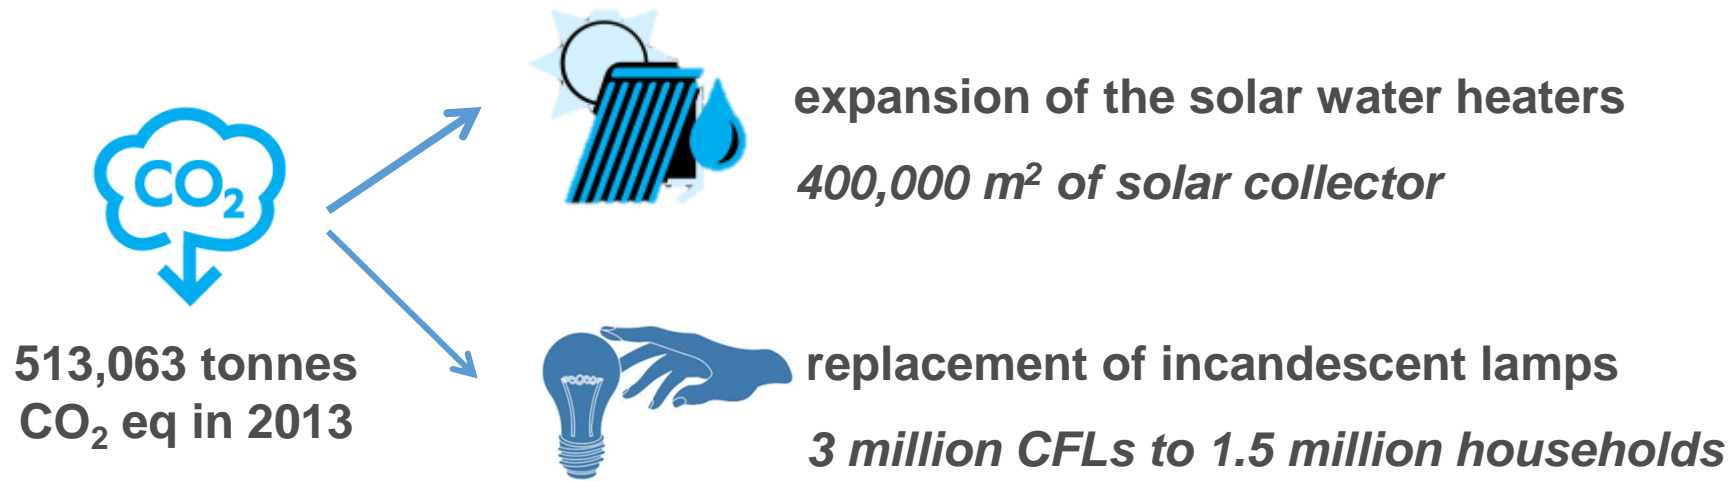 CO₂
513,063 tonnes
CO₂ eq in 2013
expansion of the solar water heaters
400,000 m² of solar collector
replacement of incandescent lamps
3 million CFLs to 1.5 million households